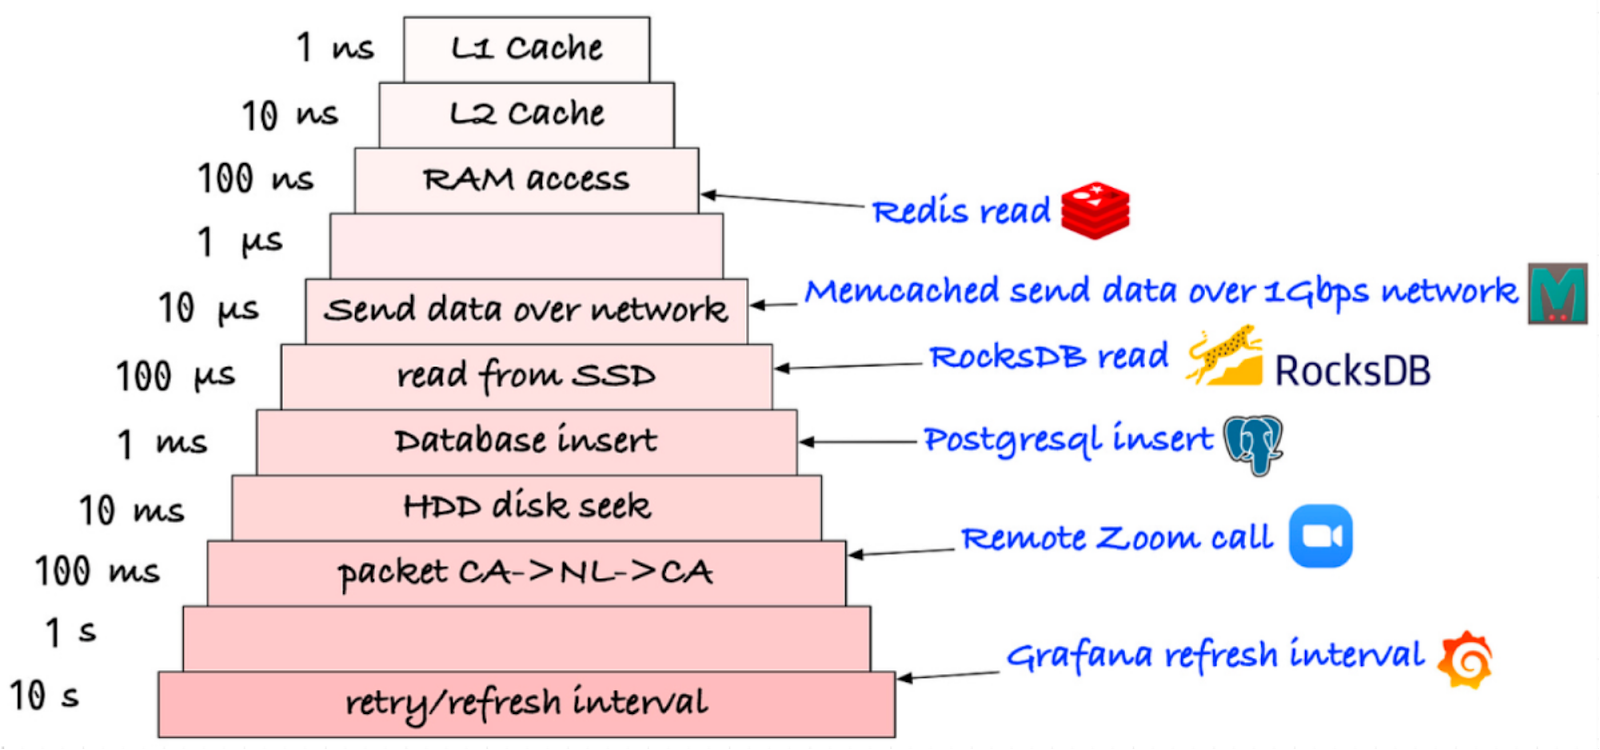 1 ns L1 Cache
10 ns L2 Cache
100 ns RAM access
Redis read
1 µs
10 µs Send data over network
Memcached send data over 1Gbps network
100 µs read from SSD
RocksDB read RocksDB
1 ms Database insert
Postgresql insert
10 ms HDD disk seek
Remote Zoom call
100 ms packet CA->NL->CA
1 s
Grafana refresh interval
10 s retry/refresh interval